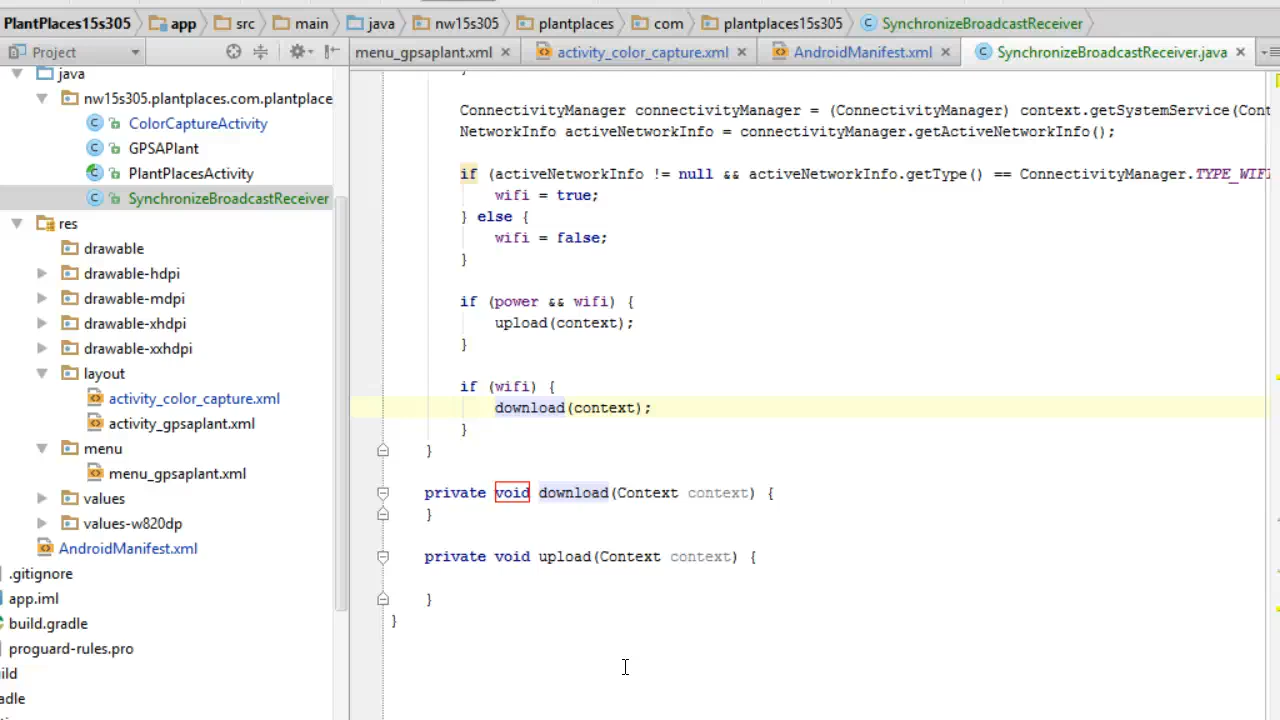 PlantPlaces15s305 app src main java nw15s305 plantplaces com plantplaces15s305 SynchronizeBroadcastReceiver
Project
menu_gpsaplant.xml activity_color_capture.xml AndroidManifest.xml SynchronizeBroadcastReceiver.java
java
nw15s305.plantplaces.com.plantplace
ColorCaptureActivity
GPSAPlant
PlantPlacesActivity
SynchronizeBroadcastReceiver
res
drawable
drawable-hdpi
drawable-mdpi
drawable-xhdpi
drawable-xxhdpi
layout
activity_color_capture.xml
activity_gpsaplant.xml
menu
menu_gpsaplant.xml
values
values-w820dp
AndroidManifest.xml
.gitignore
app.iml
build.gradle
proguard-rules.pro
ild
adle
}
ConnectivityManager connectivityManager = (ConnectivityManager) context.getSystemService(Cont
NetworkInfo activeNetworkInfo = connectivityManager.getActiveNetworkInfo();
if (activeNetworkInfo != null && activeNetworkInfo.getType() == ConnectivityManager.TYPE_WIFI
wifi = true;
} else {
wifi = false;
}
if (power && wifi) {
upload(context);
}
if (wifi) {
download(context);
}
}
private void download(Context context) {
}
private void upload(Context context) {
}
}